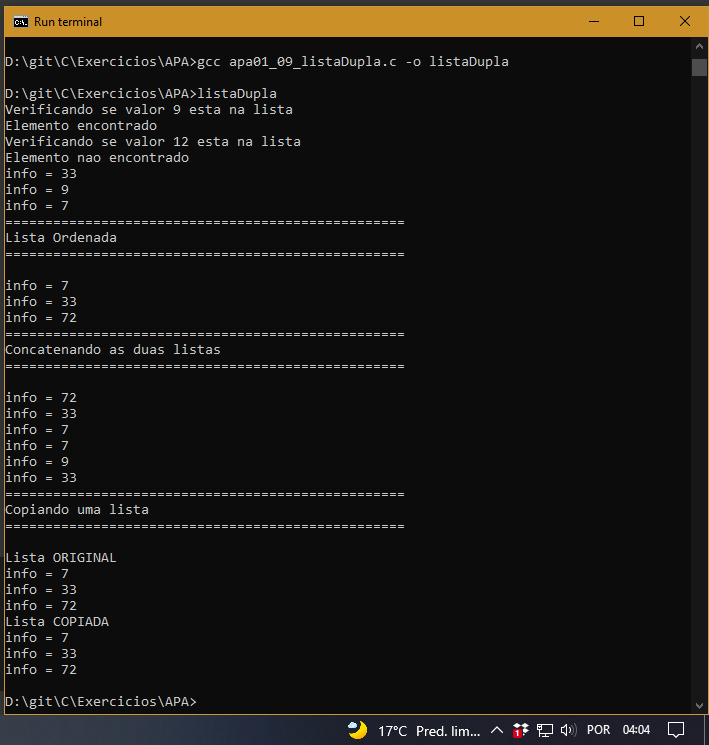 Run terminal
D:\git\C\Exercicios\APA>gcc apa01_09_listaDupla.c -o listaDupla
D:\git\C\Exercicios\APA>listaDupla
Verificando se valor 9 esta na lista
Elemento encontrado
Verificando se valor 12 esta na lista
Elemento nao encontrado
info = 33
info = 9
info = 7
==================================================
Lista Ordenada
==================================================
info = 7
info = 33
info = 72
==================================================
Concatenando as duas listas
==================================================
info = 72
info = 33
info = 7
info = 7
info = 9
info = 33
==================================================
Copiando uma lista
==================================================
Lista ORIGINAL
info = 7
info = 33
info = 72
Lista COPIADA
info = 7
info = 33
info = 72
D:\git\C\Exercicios\APA>
17°C Pred. lim... 1 POR 04:04